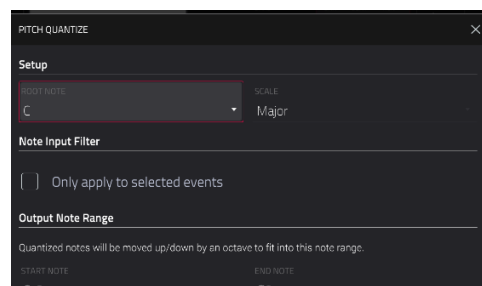 PITCH QUANTIZE
Setup
ROOT NOTE SCALE
C Major
Note Input Filter
Only apply to selected events
Output Note Range
Quantized notes will be moved up/down by an octave to fit into this note range.
START NOTE END NOTE